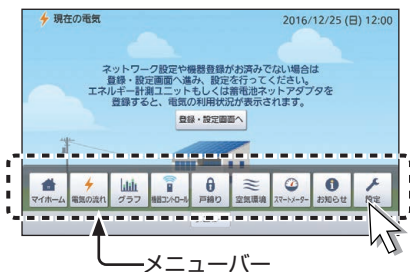 現在の電気
2016/12/25 (日) 12:00
ネットワーク設定や機器登録がお済みでない場合は
登録・設定画面へ進み、設定を行ってください。
エネルギー計測ユニットもしくは蓄電池ネットアダプタを
登録すると、電気の利用状況が表示されます。
登録・設定画面へ
マイホーム 電気の流れ グラフ 機器コントロール 戸締り 空気環境 スマートメーター お知らせ 設定
メニューバー